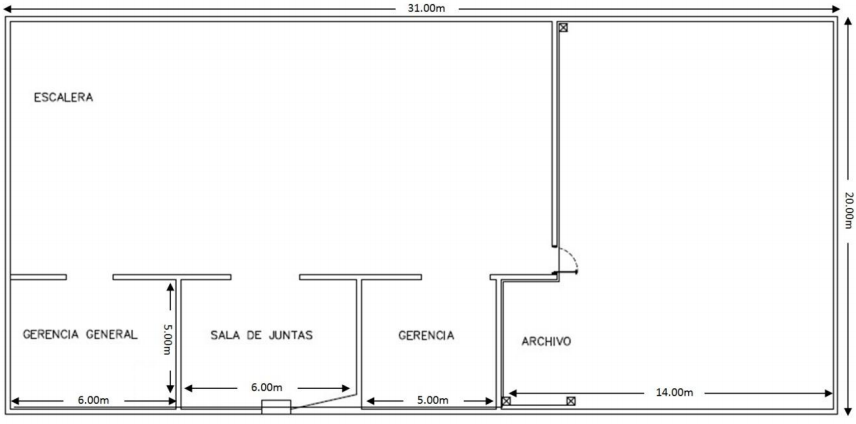 31.00m
ESCALERA
20.00m
GERENCIA GENERAL
5.00m
SALA DE JUNTAS
GERENCIA
ARCHIVO
6.00m
6.00m
5.00m
14.00m